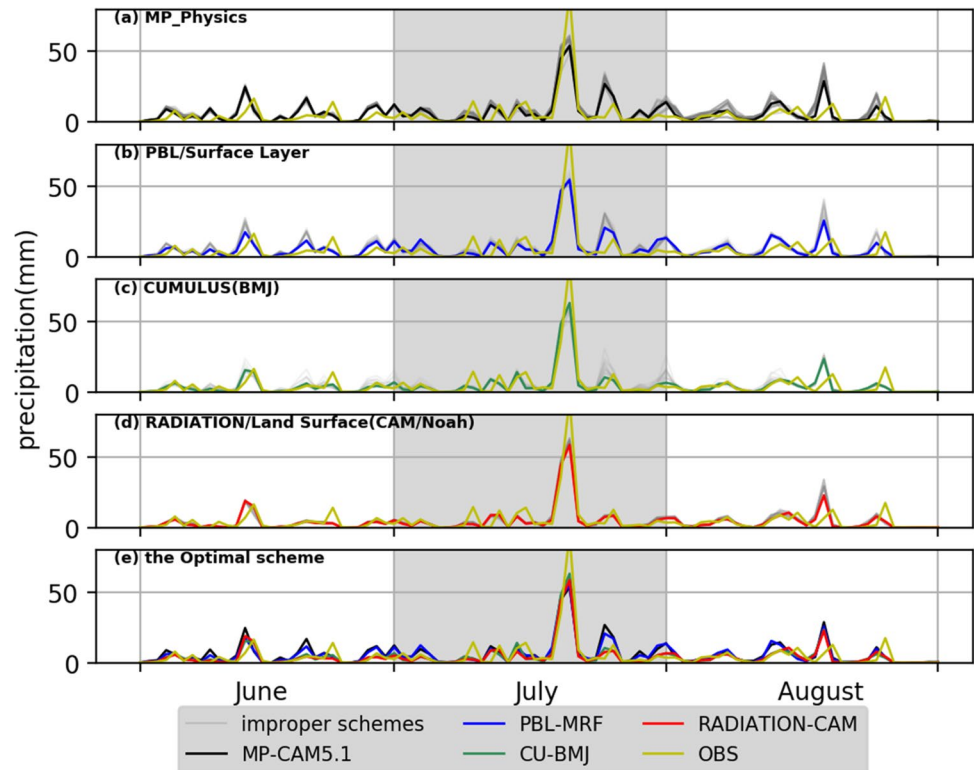 (a) MP_Physics
50
0
(b) PBL/Surface Layer
50
0
(c) CUMULUS(BMJ)
50
0
(d) RADIATION/Land Surface(CAM/Noah)
50
0
(e) the Optimal scheme
50
0
precipitation(mm)
June July August
improper schemes PBL-MRF RADIATION-CAM
MP-CAM5.1 CU-BMJ OBS